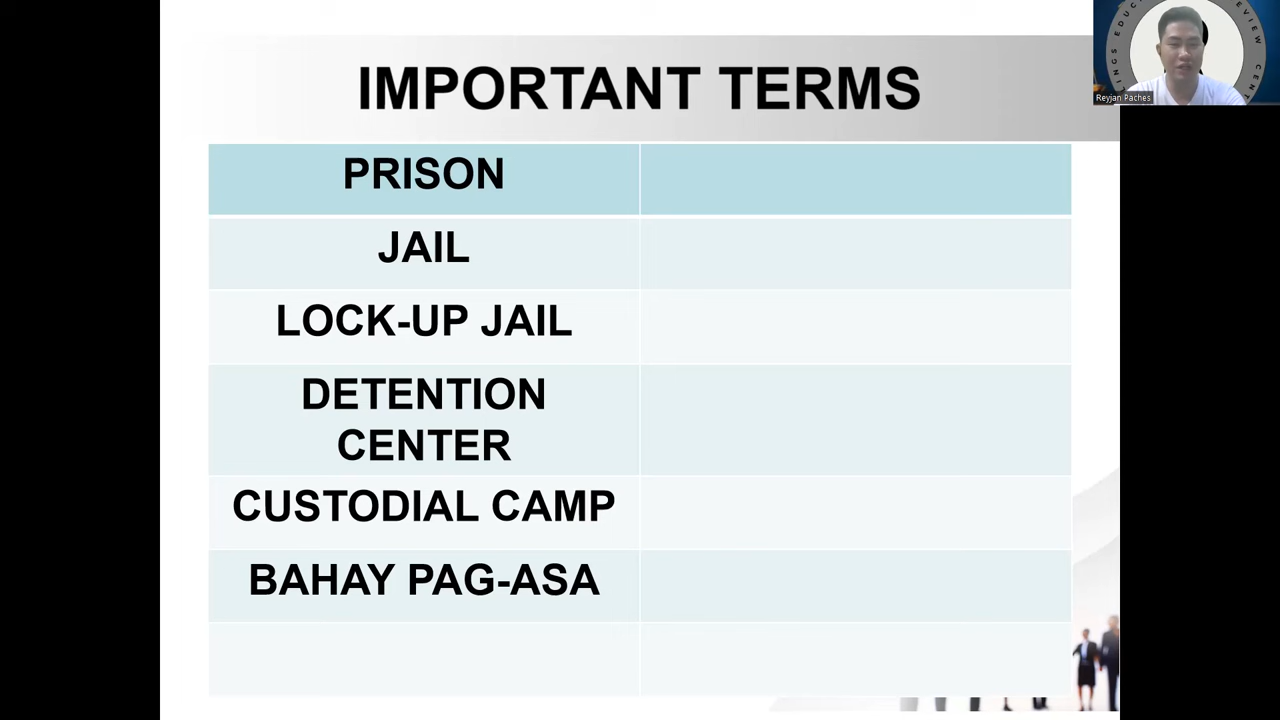 IMPORTANT TERMS
PRISON
JAIL
LOCK-UP JAIL
DETENTION
CENTER
CUSTODIAL CAMP
BAHAY PAG-ASA
Reyjan Paches